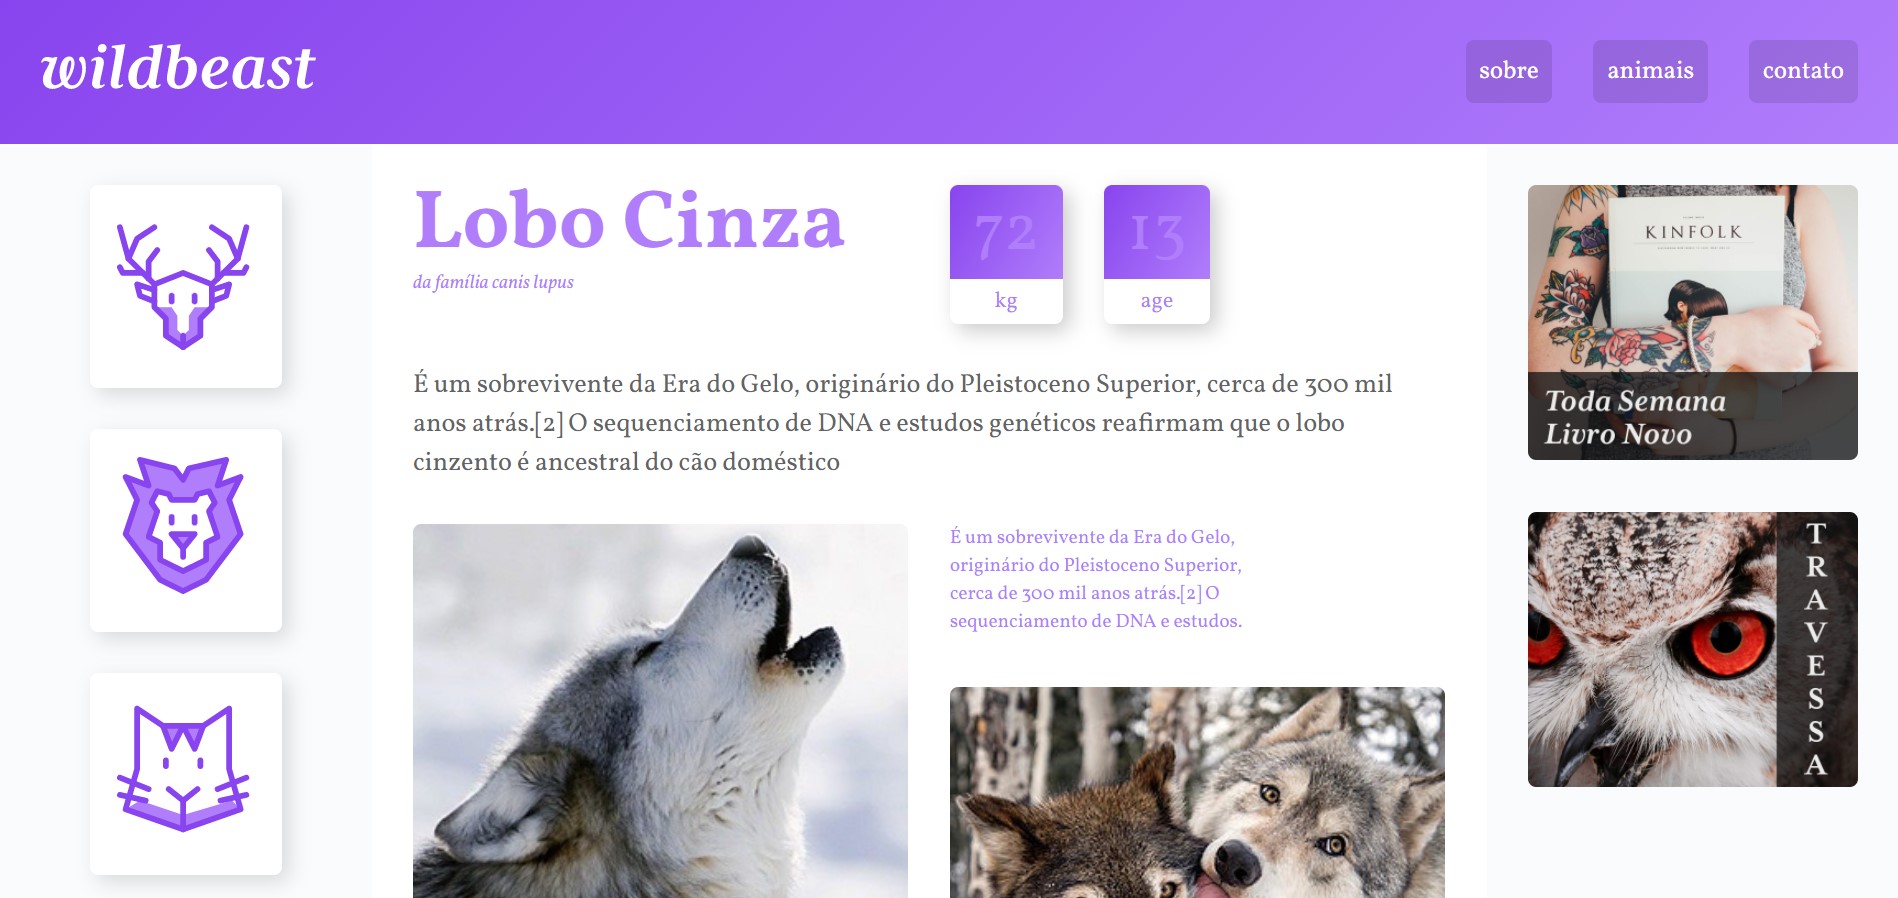 wildbeast
sobre
animais
contato
Lobo Cinza
da família canis lupus
72
kg
13
age
É um sobrevivente da Era do Gelo, originário do Pleistoceno Superior, cerca de 300 mil
anos atrás.[2] O sequenciamento de DNA e estudos genéticos reafirmam que o lobo
cinzento é ancestral do cão doméstico
É um sobrevivente da Era do Gelo,
originário do Pleistoceno Superior,
cerca de 300 mil anos atrás.[2] O
sequenciamento de DNA e estudos.
KINFOLK
Toda Semana
Livro Novo
TRAVESSA